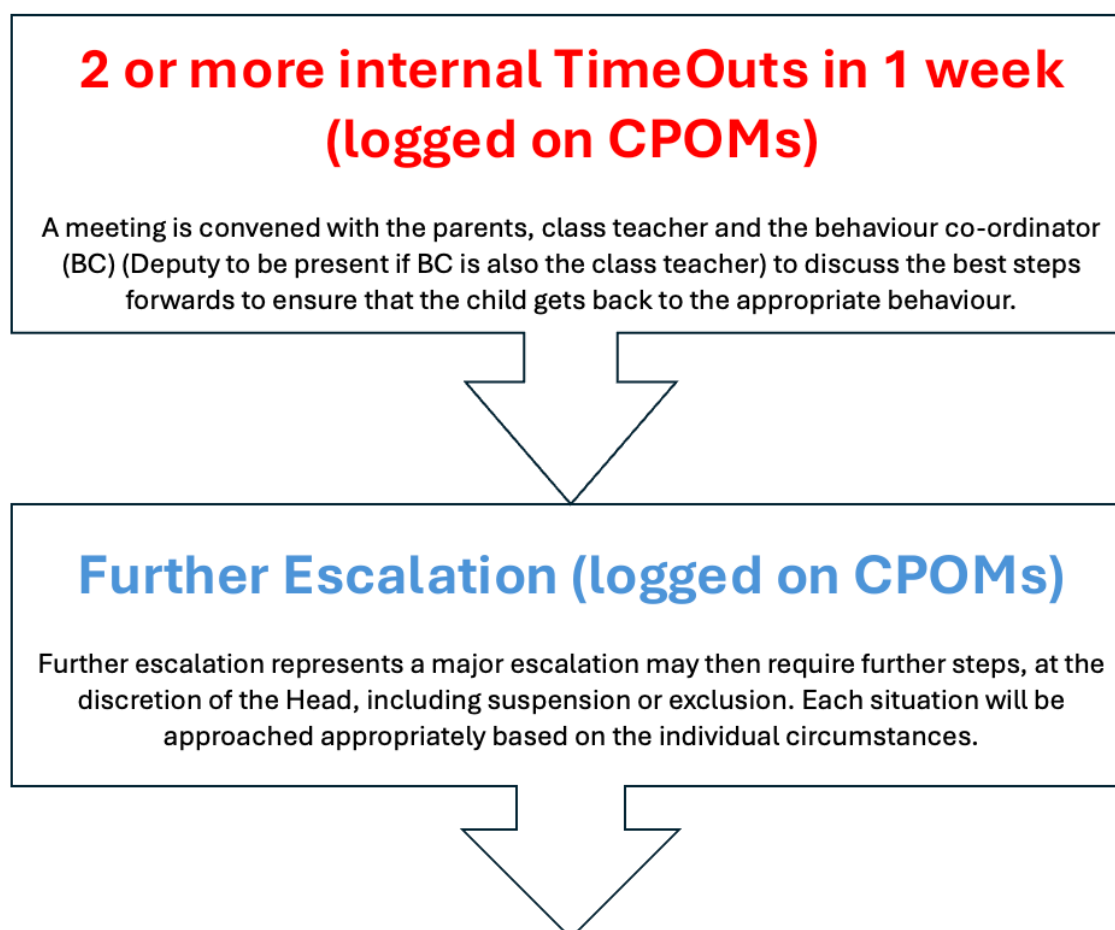 2 or more internal TimeOuts in 1 week
(logged on CPOMs)
A meeting is convened with the parents, class teacher and the behaviour co-ordinator
(BC) (Deputy to be present if BC is also the class teacher) to discuss the best steps
forwards to ensure that the child gets back to the appropriate behaviour.
Further Escalation (logged on CPOMs)
Further escalation represents a major escalation may then require further steps, at the
discretion of the Head, including suspension or exclusion. Each situation will be
approached appropriately based on the individual circumstances.